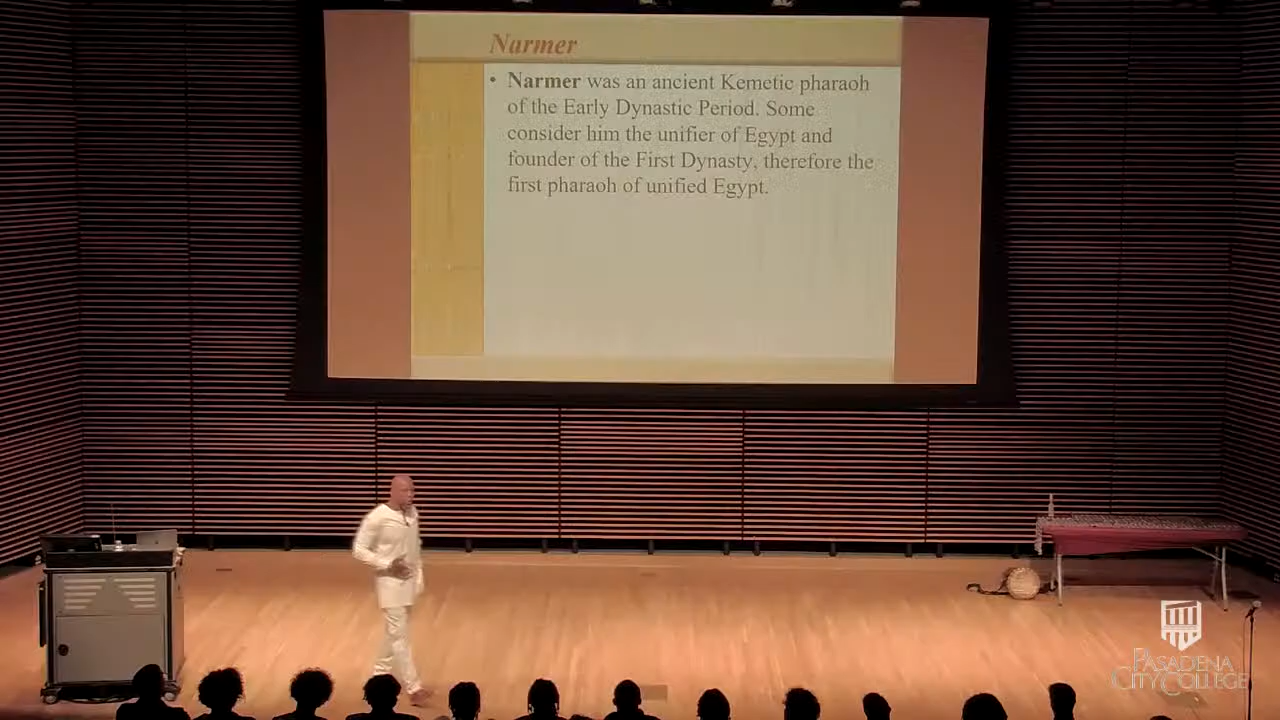 Narmer
• Narmer was an ancient Kemetic pharaoh
of the Early Dynastic Period. Some
consider him the unifier of Egypt and
founder of the First Dynasty, therefore the
first pharaoh of unified Egypt.
PASADENA
CITY COLLEGE